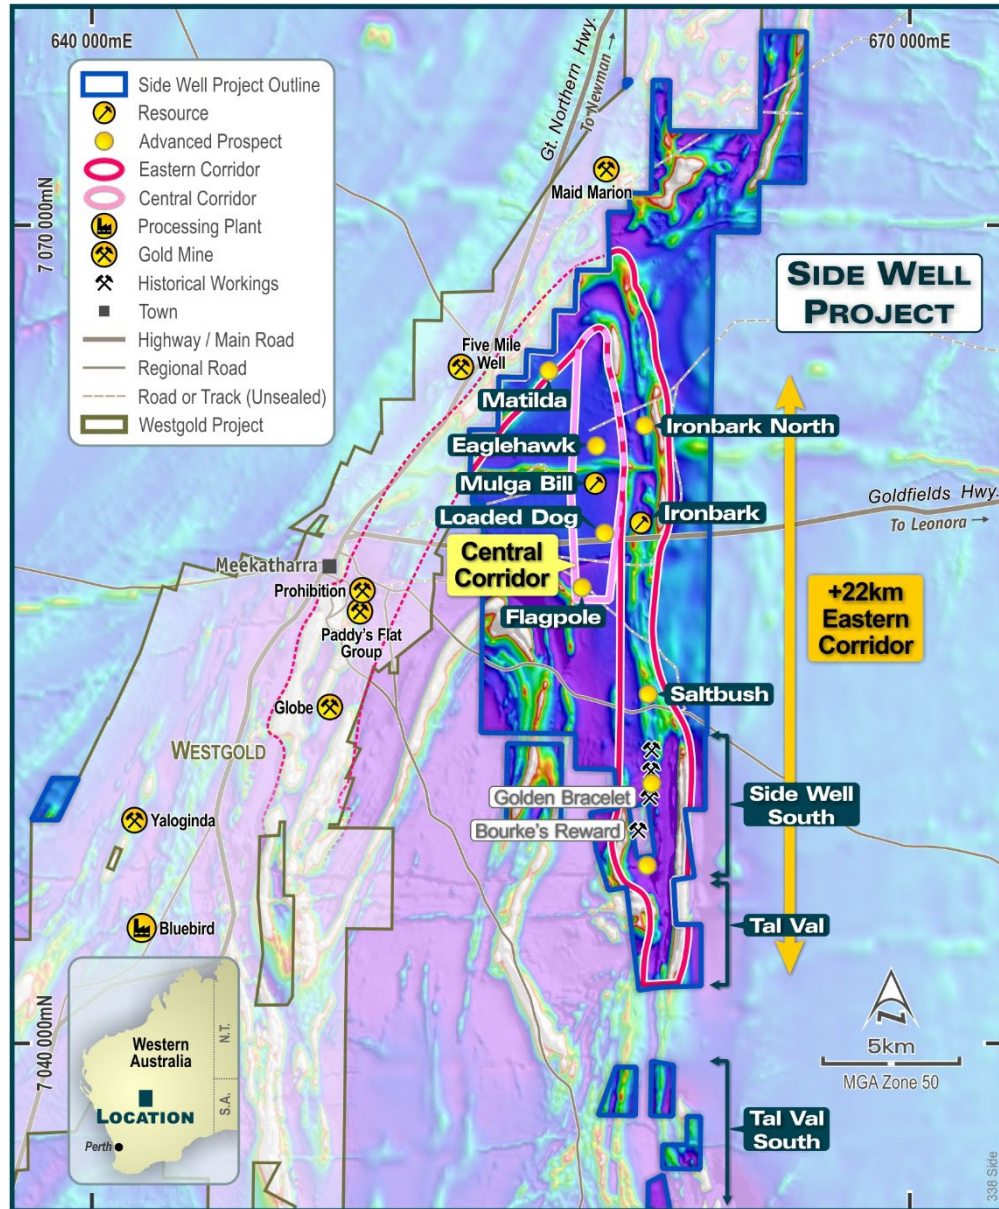 640 000mE
670 000mE
Side Well Project Outline
Resource
Advanced Prospect
Eastern Corridor
Central Corridor
Processing Plant
Gold Mine
Historical Workings
Town
Highway / Main Road
Regional Road
Road or Track (Unsealed)
Westgold Project
Gt. Northern Hwy.
To Newman
Maid Marion
7 070 000mN
SIDE WELL
PROJECT
Five Mile
Well
Matilda
Ironbark North
Eaglehawk
Mulga Bill
Goldfields Hwy.
To Leonora
Loaded Dog
Ironbark
Central
Corridor
Meekatharra
Prohibition
Paddy's Flat
Group
Flagpole
+22km
Eastern
Corridor
Saltbush
Globe
WESTGOLD
Golden Bracelet
Bourke's Reward
Side Well
South
Yaloginda
Bluebird
Tal Val
N
5km
MGA Zone 50
7 040 000mN
Western
Australia
N.T.
S.A.
LOCATION
Perth
Tal Val
South
338 Side